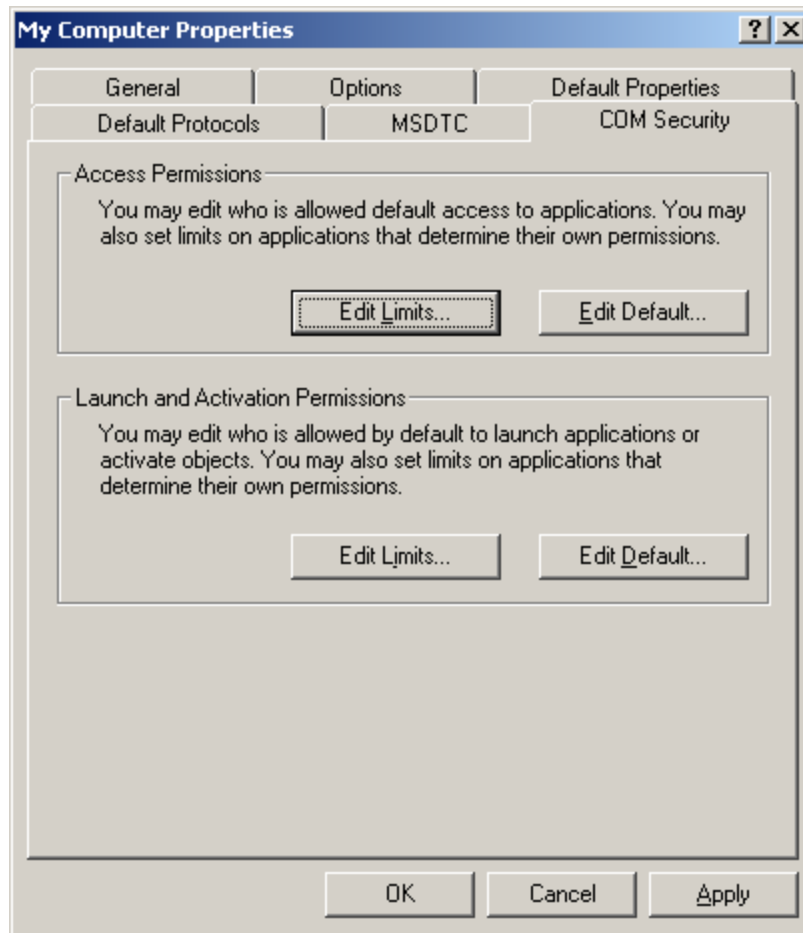 My Computer Properties
General Options Default Properties
Default Protocols MSDTC COM Security
Access Permissions
You may edit who is allowed default access to applications. You may
also set limits on applications that determine their own permissions.
Edit Limits... Edit Default...
Launch and Activation Permissions
You may edit who is allowed by default to launch applications or
activate objects. You may also set limits on applications that
determine their own permissions.
Edit Limits... Edit Default...
OK Cancel Apply